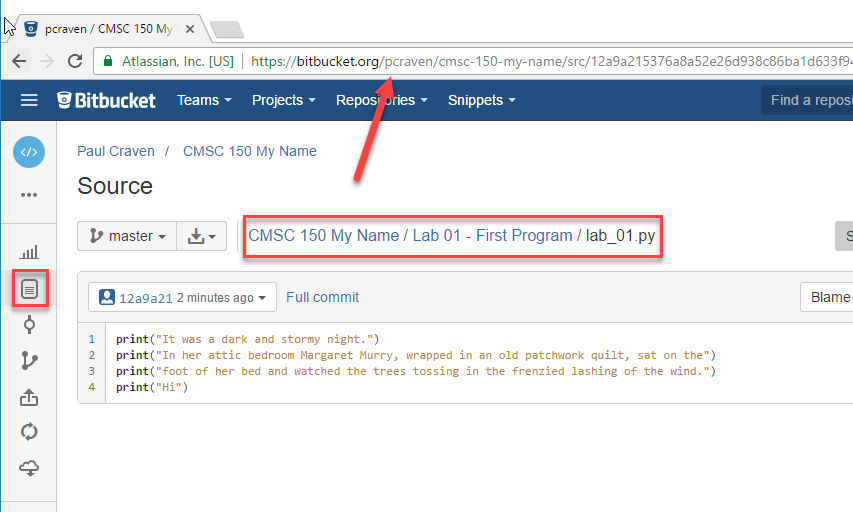 pcraven / CMSC 150 My
Atlassian, Inc. [US] https://bitbucket.org/pcraven/cmsc-150-my-name/src/12a9a215376a8a52e26d938c86ba1d633f94
Bitbucket Teams Projects Repositories Snippets Find a reposi
Paul Craven / CMSC 150 My Name
Source
master CMSC 150 My Name / Lab 01 - First Program / lab_01.py S
12a9a21 2 minutes ago Full commit Blame
1 print("It was a dark and stormy night.")
2 print("In her attic bedroom Margaret Murry, wrapped in an old patchwork quilt, sat on the")
3 print("foot of her bed and watched the trees tossing in the frenzied lashing of the wind.")
4 print("Hi")